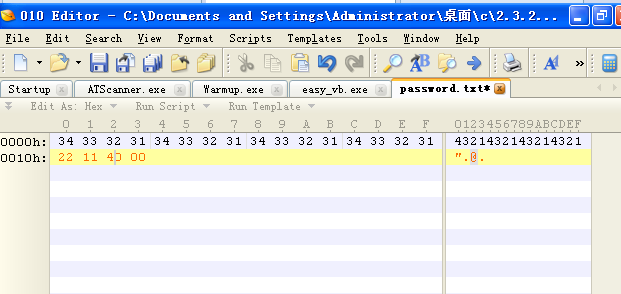 010 Editor - C:\Documents and Settings\Administrator\桌面\c\2.3.2...
File Edit Search View Format Scripts Templates Tools Window Help
Startup ATScanner.exe Warmup.exe easy_vb.exe password.txt*
Edit As: Hex Run Script Run Template
0 1 2 3 4 5 6 7 8 9 A B C D E F 0123456789ABCDEF
0000h: 34 33 32 31 34 33 32 31 34 33 32 31 34 33 32 31 4321432143214321
0010h: 22 11 40 00 ".@.